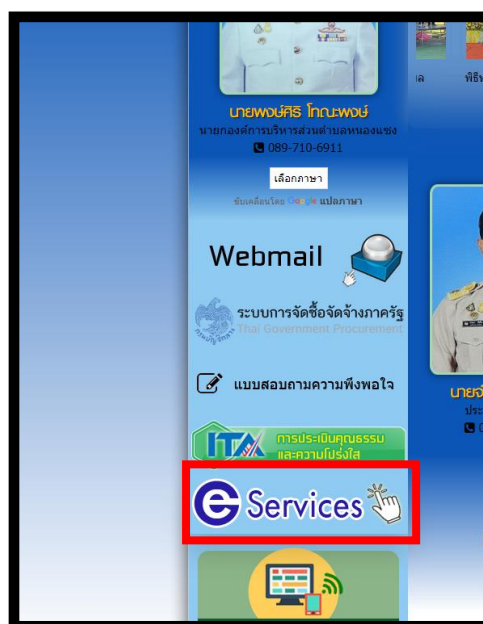 นายพงษ์ศิริ โทณะพงษ์
นายกองค์การบริหารส่วนตำบลหนองแซง
089-710-6911
เลือกภาษา
ขับเคลื่อนโดย Google แปลภาษา
Webmail
ระบบการจัดซื้อจัดจ้างภาครัฐ
Thai Government Procurement
แบบสอบถามความพึงพอใจ
ITA การประเมินคุณธรรม
และความโปร่งใส
e Services